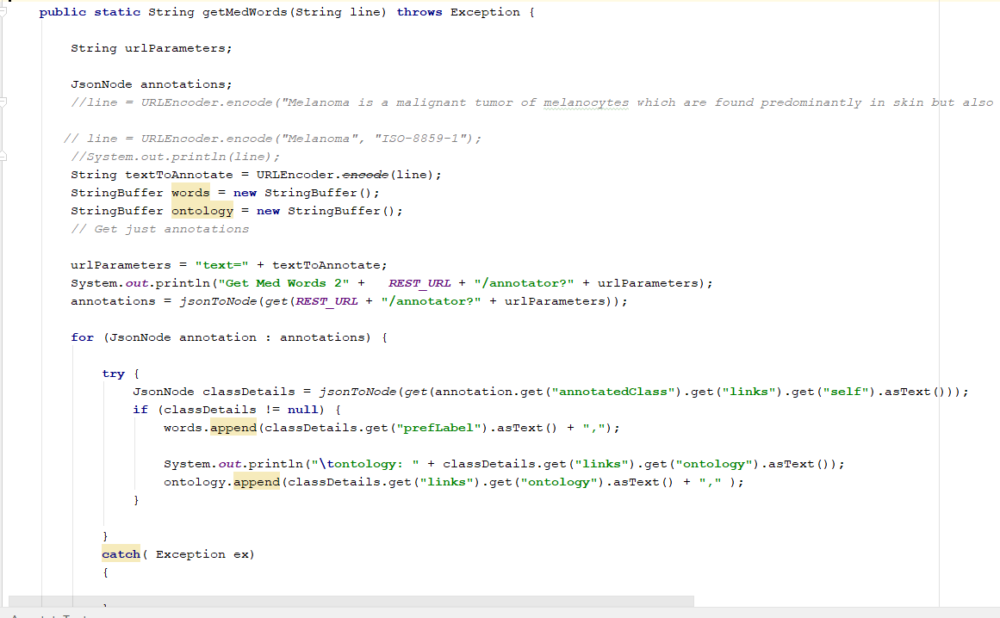 public static String getMedWords(String line) throws Exception {
String urlParameters;
JsonNode annotations;
//line = URLEncoder.encode("Melanoma is a malignant tumor of melanocytes which are found predominantly in skin but also
// line = URLEncoder.encode("Melanoma", "ISO-8859-1");
//System.out.println(line);
String textToAnnotate = URLEncoder.encode(line);
StringBuffer words = new StringBuffer();
StringBuffer ontology = new StringBuffer();
// Get just annotations
urlParameters = "text=" + textToAnnotate;
System.out.println("Get Med Words 2" +   REST_URL + "/annotator?" + urlParameters);
annotations = jsonToNode(get(REST_URL + "/annotator?" + urlParameters));
for (JsonNode annotation : annotations) {
try {
JsonNode classDetails = jsonToNode(get(annotation.get("annotatedClass").get("links").get("self").asText()));
if (classDetails != null) {
words.append(classDetails.get("prefLabel").asText() + ",");
System.out.println("\tontology: " + classDetails.get("links").get("ontology").asText());
ontology.append(classDetails.get("links").get("ontology").asText() + "," );
}
}
catch( Exception ex)
{